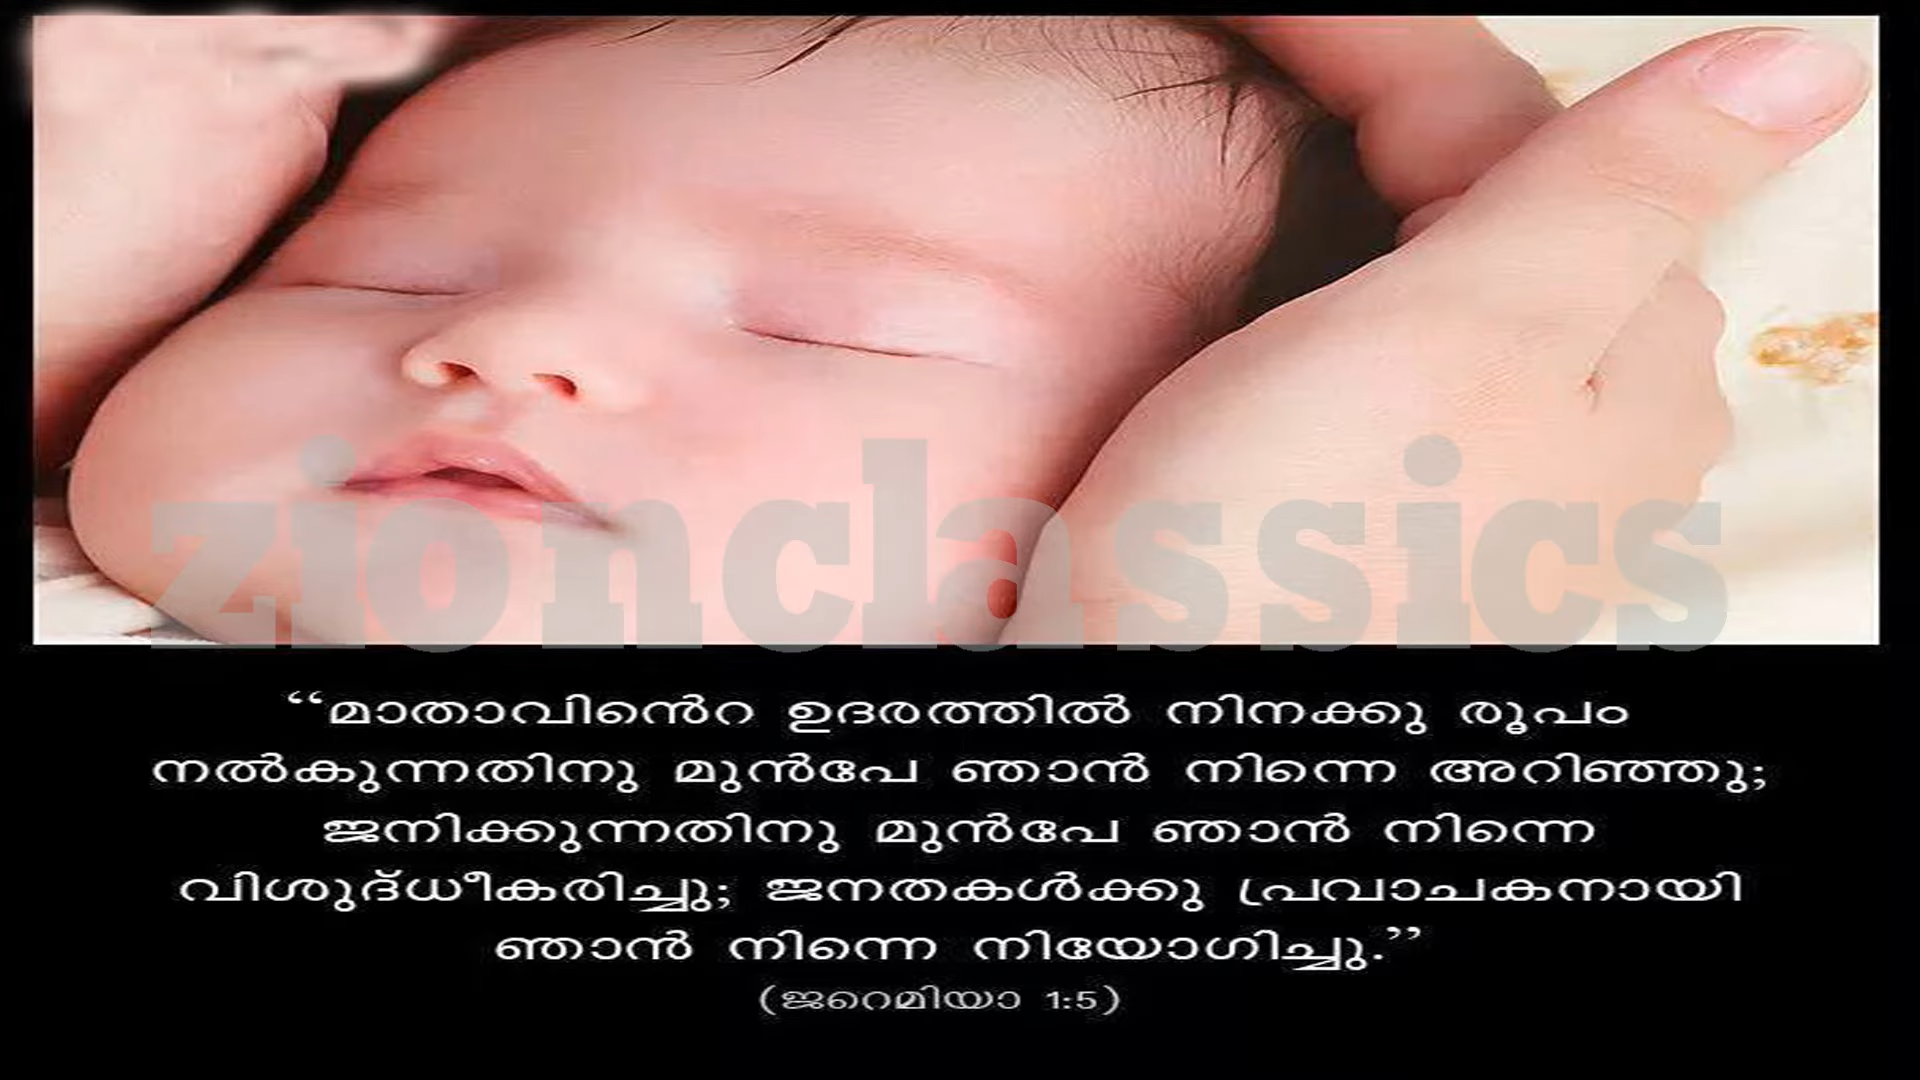 zionclassics
“മാതാവിൻെറ ഉദരത്തിൽ നിനക്കു രൂപം
നൽകുന്നതിനു മുൻപേ ഞാൻ നിന്നെ അറിഞ്ഞു;
ജനിക്കുന്നതിനു മുൻപേ ഞാൻ നിന്നെ
വിശുദ്ധീകരിച്ചു; ജനതകൾക്കു പ്രവാചകനായി
ഞാൻ നിന്നെ നിയോഗിച്ചു.”
(ജറെമിയാ 1:5)